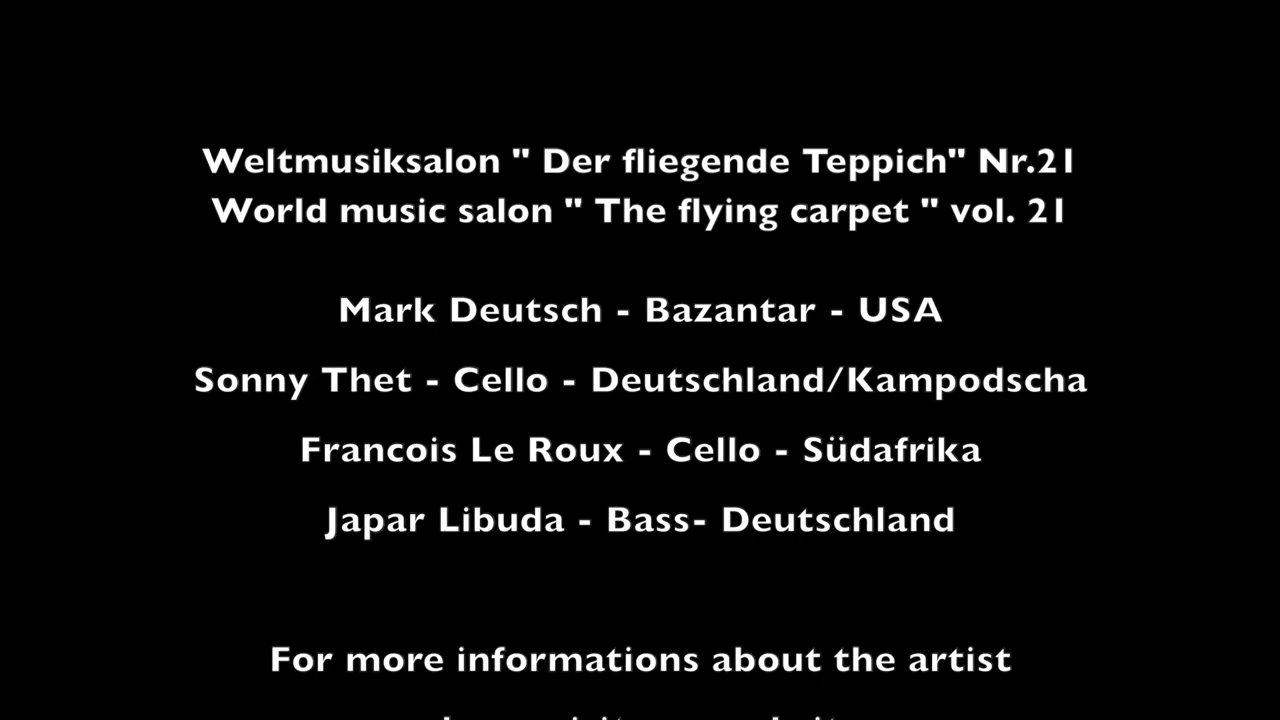 Weltmusiksalon " Der fliegende Teppich" Nr.21
World music salon " The flying carpet " vol. 21
Mark Deutsch - Bazantar - USA
Sonny Thet - Cello - Deutschland/Kampodscha
Francois Le Roux - Cello - Südafrika
Japar Libuda - Bass- Deutschland
For more informations about the artist